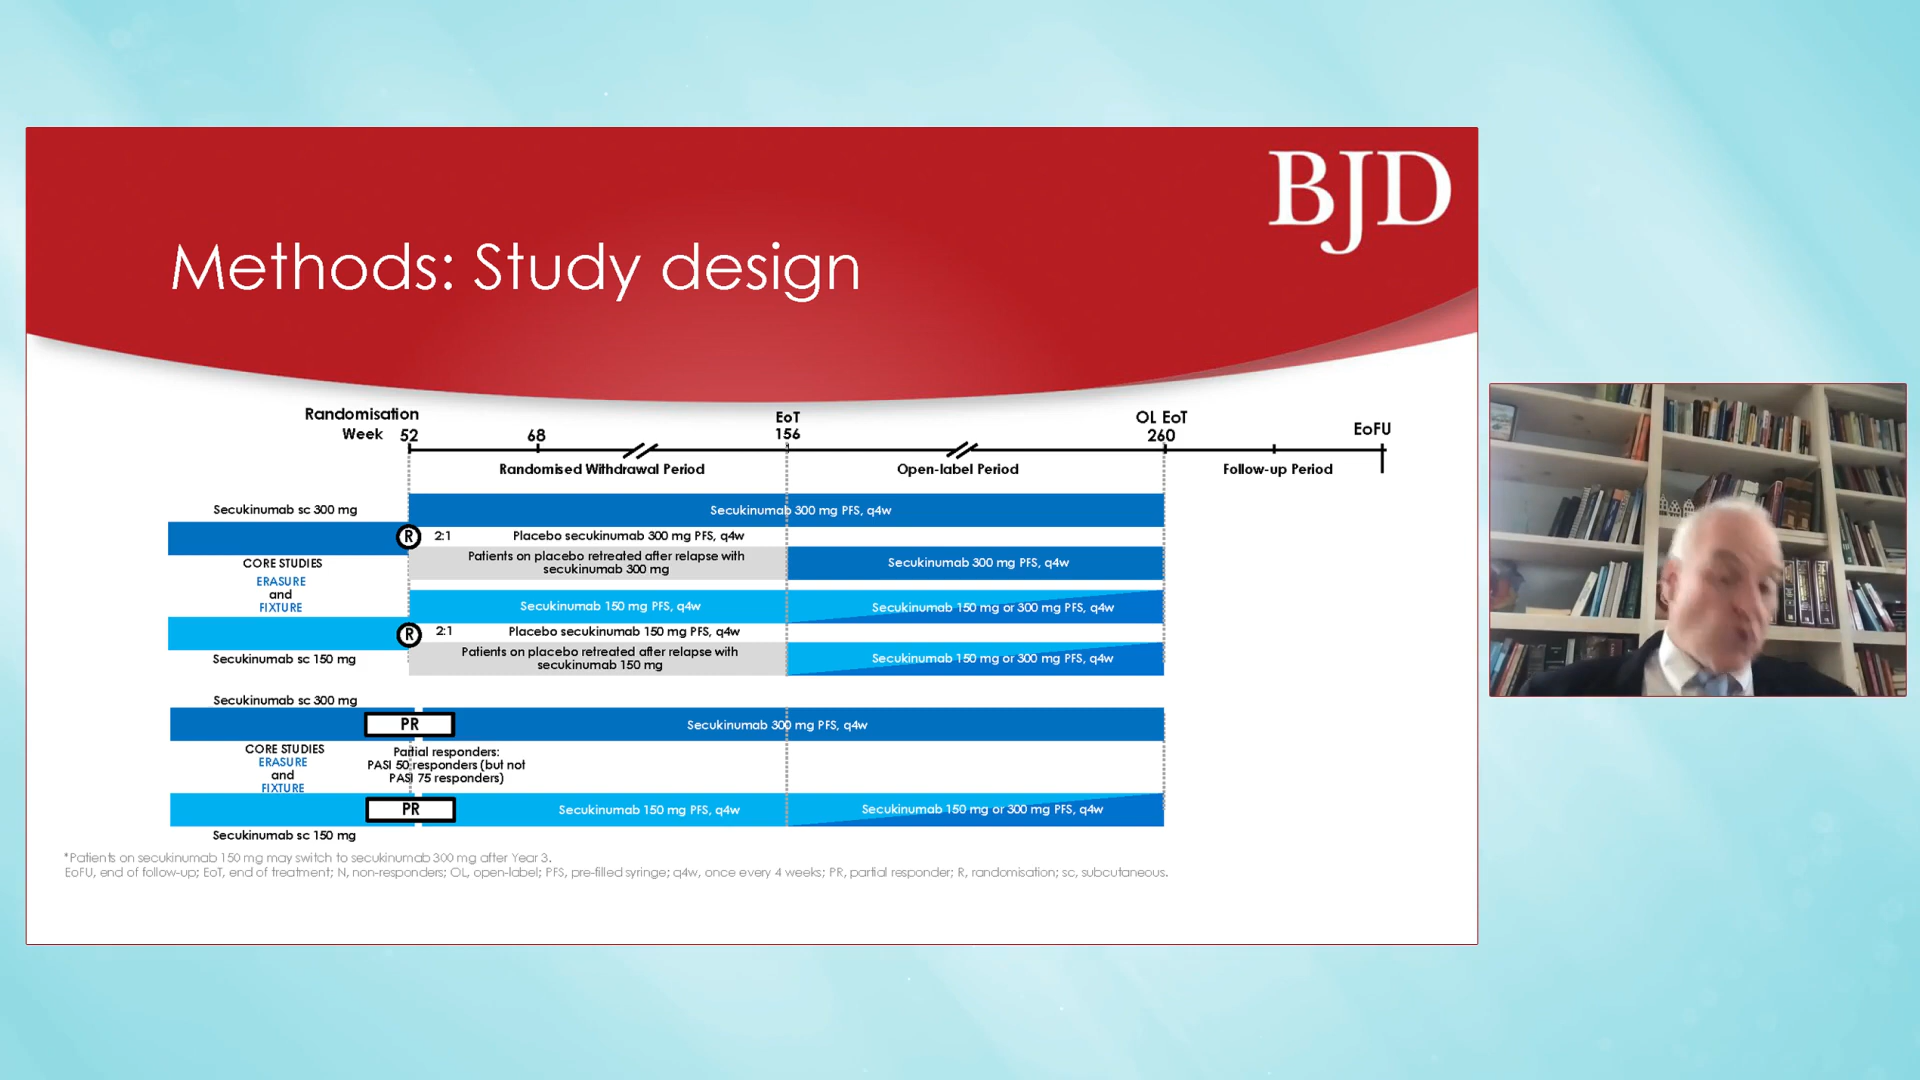 BJD
Methods: Study design
Randomisation
Week 52 68
EoT
156
OL EoT
260
EoFU
Randomised Withdrawal Period
Open-label Period
Follow-up Period
Secukinumab sc 300 mg
Secukinumab 300 mg PFS, q4w
R 2:1 Placebo secukinumab 300 mg PFS, q4w
Patients on placebo retreated after relapse with
secukinumab 300 mg
Secukinumab 300 mg PFS, q4w
CORE STUDIES
ERASURE
and
FIXTURE
Secukinumab 150 mg PFS, q4w
Secukinumab 150 mg or 300 mg PFS, q4w
R 2:1 Placebo secukinumab 150 mg PFS, q4w
Patients on placebo retreated after relapse with
secukinumab 150 mg
Secukinumab 150 mg or 300 mg PFS, q4w
Secukinumab sc 150 mg
Secukinumab sc 300 mg
PR
Secukinumab 300 mg PFS, q4w
CORE STUDIES
ERASURE
and
FIXTURE
Partial responders:
PASI 50 responders (but not
PASI 75 responders)
PR
Secukinumab 150 mg PFS, q4w
Secukinumab 150 mg or 300 mg PFS, q4w
Secukinumab sc 150 mg
*Patients on secukinumab 150 mg may switch to secukinumab 300 mg after Year 3.
EoFU, end of follow-up; EoT, end of treatment; N, non-responders; OL, open-label; PFS, pre-filled syringe; q4w, once every 4 weeks; PR, partial responder; R, randomisation; sc, subcutaneous.